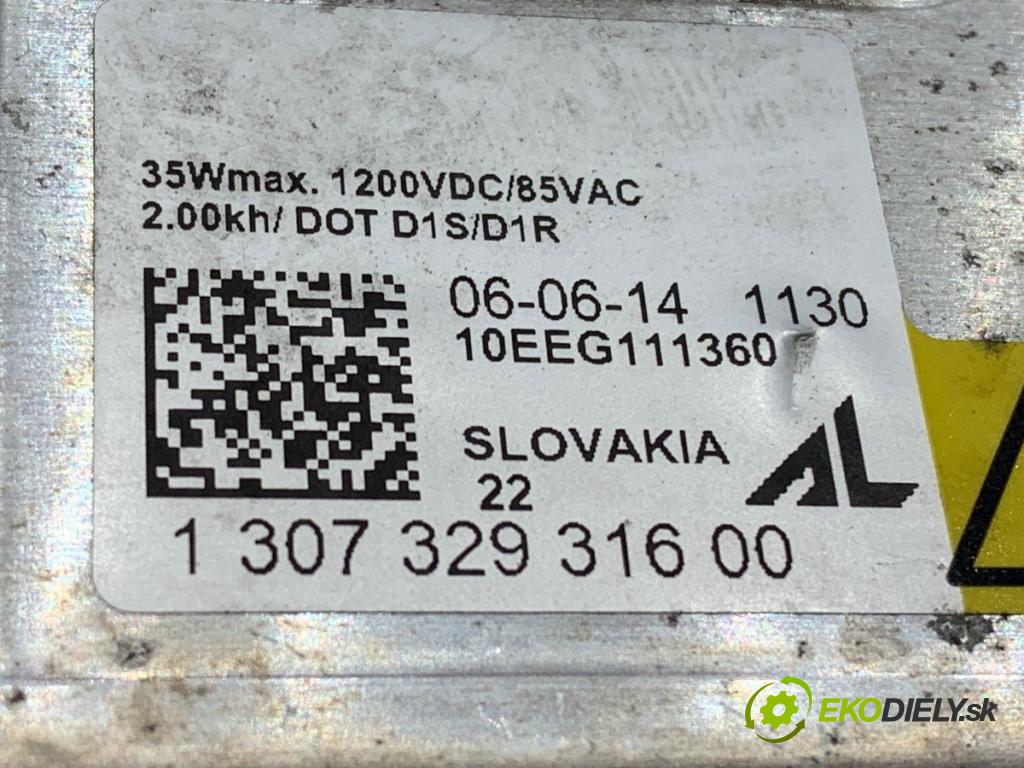 35Wmax. 1200VDC/85VAC
2.00kh/ DOT D1S/D1R
06-06-14 1130
10EEG111360
SLOVAKIA
22
AL
1 307 329 316 00
EKODIELY.sk